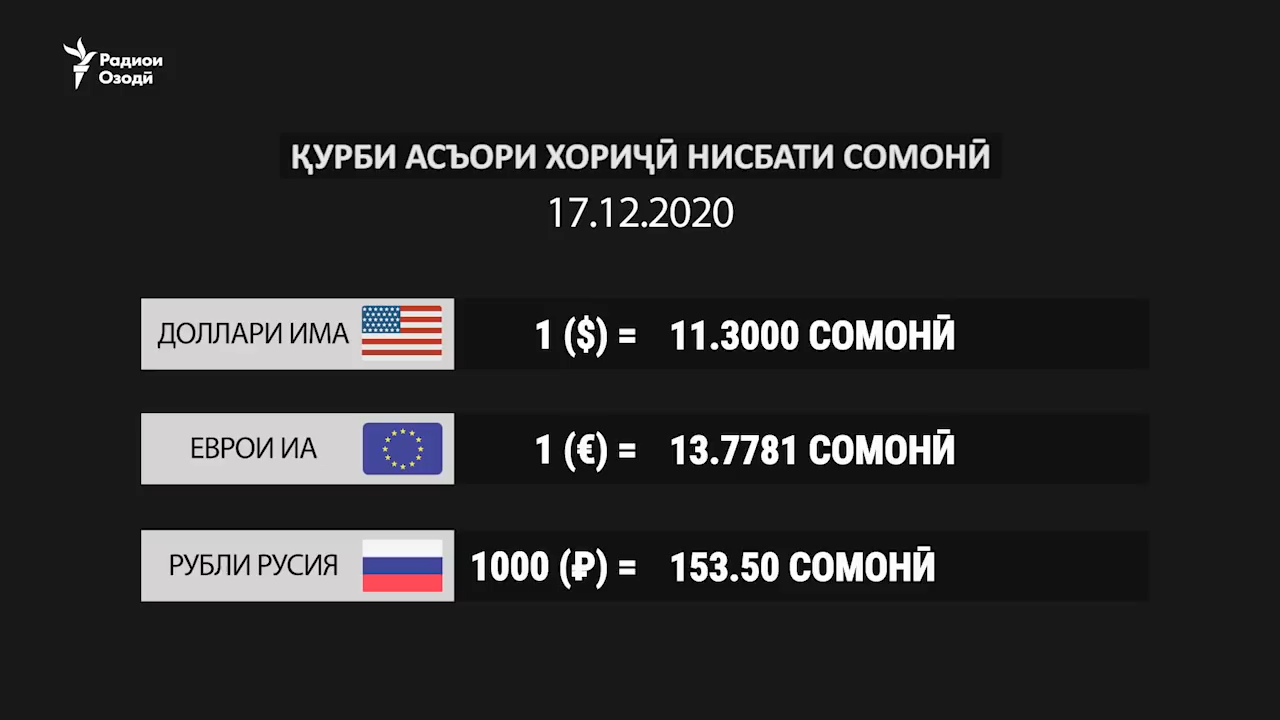 Радиои
Озодӣ
ҚУРБИ АСЪОРИ ХОРИҶӢ НИСБАТИ СОМОНӢ
17.12.2020
ДОЛЛАРИ ИМА 1 ($) = 11.3000 СОМОНӢ
ЕВРОИ ИА 1 (€) = 13.7781 СОМОНӢ
РУБЛИ РУСИЯ 1000 (₽) = 153.50 СОМОНӢ